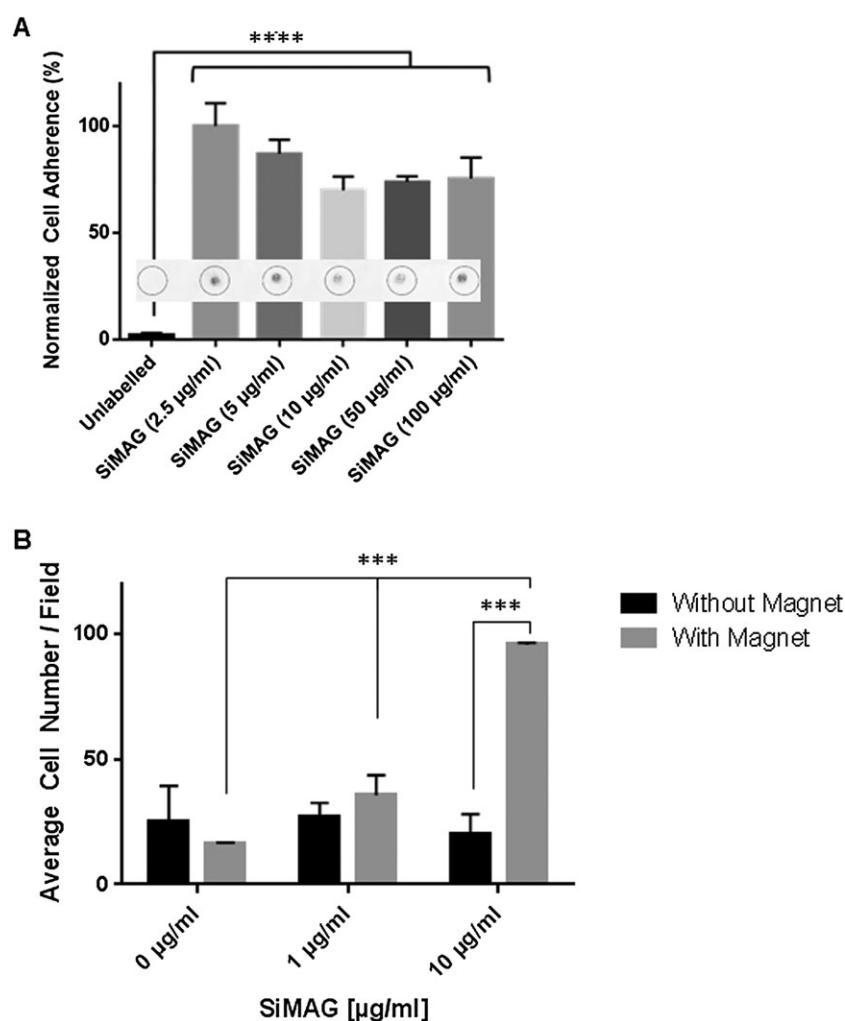 A
****
Normalized Cell Adherence (%)
100
50
0
Unlabelled
SiMAG (2.5 µg/ml)
SiMAG (5 µg/ml)
SiMAG (10 µg/ml)
SiMAG (50 µg/ml)
SiMAG (100 µg/ml)
B
***
***
Without Magnet
With Magnet
Average Cell Number / Field
100
50
0
0 µg/ml
1 µg/ml
10 µg/ml
SiMAG [µg/ml]